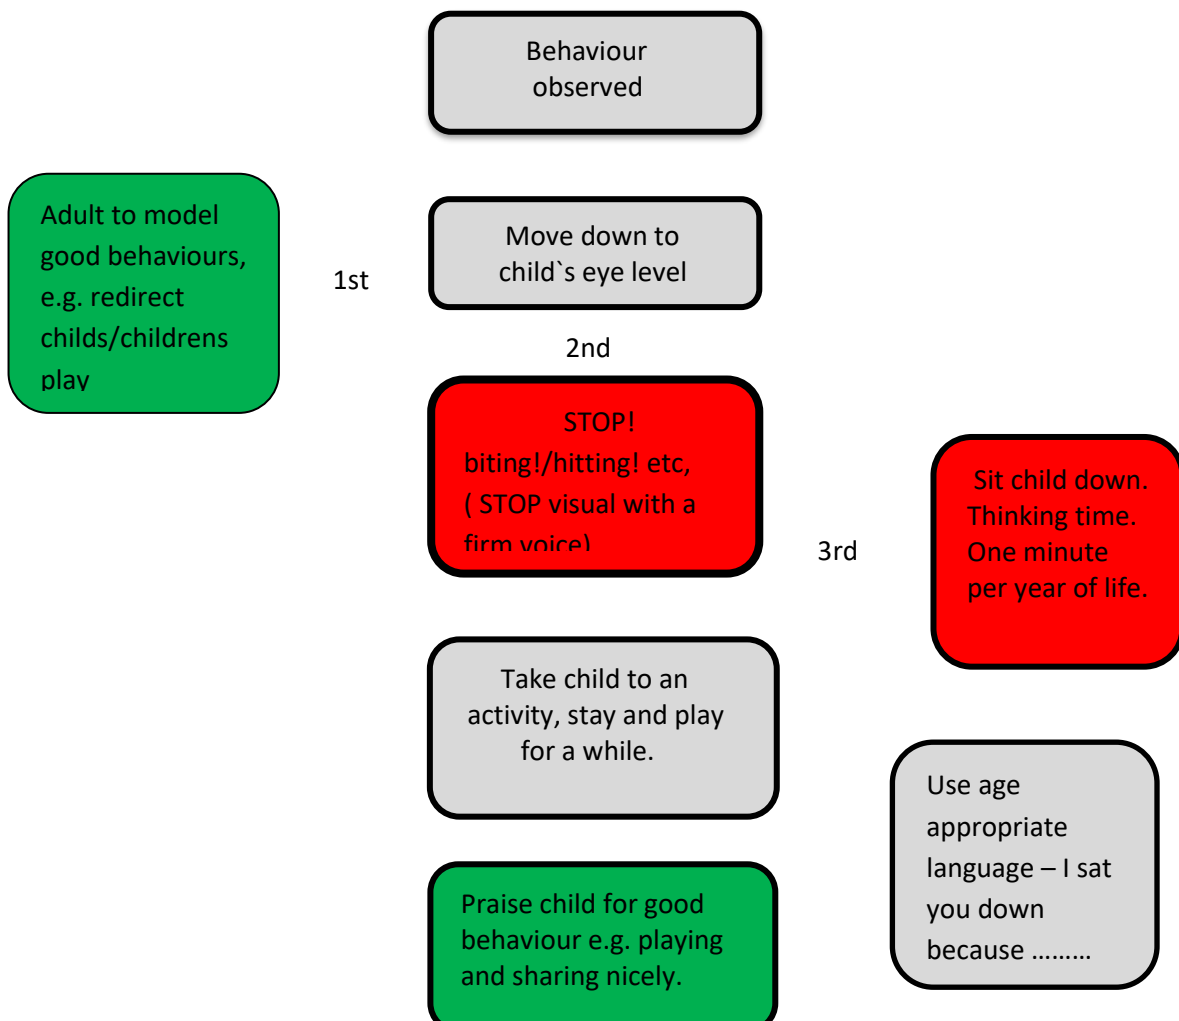 Behaviour
observed
Adult to model
good behaviours,
e.g. redirect
childs/childrens
play
1st
Move down to
child`s eye level
2nd
STOP!
biting!/hitting! etc,
( STOP visual with a
firm voice)
3rd
Sit child down.
Thinking time.
One minute
per year of life.
Take child to an
activity, stay and play
for a while.
Use age
appropriate
language – I sat
you down
because ………
Praise child for good
behaviour e.g. playing
and sharing nicely.